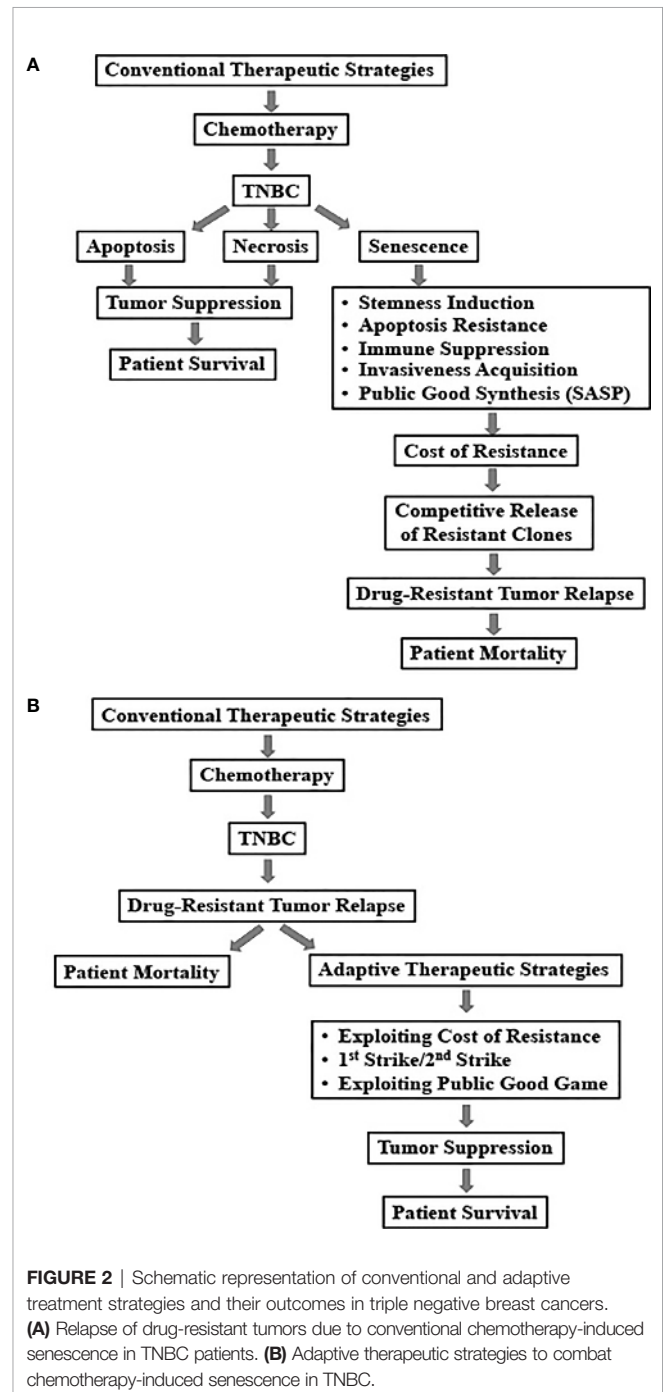 A
Conventional Therapeutic Strategies
Chemotherapy
TNBC
Apoptosis Necrosis Senescence
Tumor Suppression
Patient Survival
• Stemness Induction
• Apoptosis Resistance
• Immune Suppression
• Invasiveness Acquisition
• Public Good Synthesis (SASP)
Cost of Resistance
Competitive Release
of Resistant Clones
Drug-Resistant Tumor Relapse
Patient Mortality
B
Conventional Therapeutic Strategies
Chemotherapy
TNBC
Drug-Resistant Tumor Relapse
Patient Mortality
Adaptive Therapeutic Strategies
• Exploiting Cost of Resistance
• 1st Strike/2nd Strike
• Exploiting Public Good Game
Tumor Suppression
Patient Survival
FIGURE 2 | Schematic representation of conventional and adaptive
treatment strategies and their outcomes in triple negative breast cancers.
(A) Relapse of drug-resistant tumors due to conventional chemotherapy-induced
senescence in TNBC patients. (B) Adaptive therapeutic strategies to combat
chemotherapy-induced senescence in TNBC.